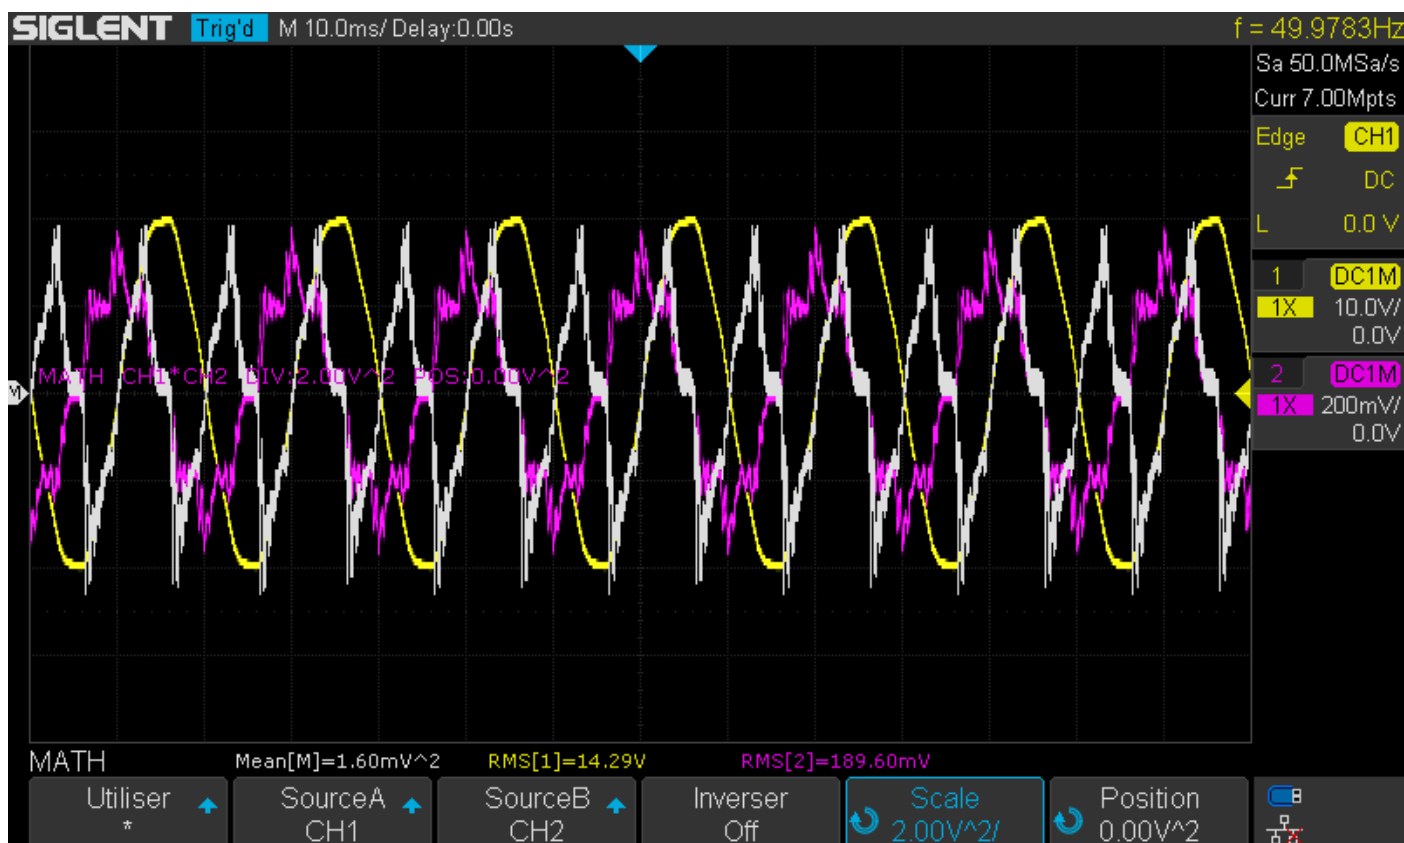 SIGLENT Trig'd M 10.0ms/ Delay:0.00s f = 49.9783Hz
Sa 50.0MSa/s
Curr 7.00Mpts
Edge CH1
DC
L 0.0 V
1 DC1M
1X 10.0V/
0.0V
2 DC1M
1X 200mV/
0.0V
MATH CH1*CH2 DIV:2.00V^2 POS:0.00V^2
M
MATH Mean[M]=1.60mV^2 RMS[1]=14.29V RMS[2]=189.60mV
Utiliser SourceA SourceB Inverser Scale Position
* CH1 CH2 Off 2.00V^2/ 0.00V^2